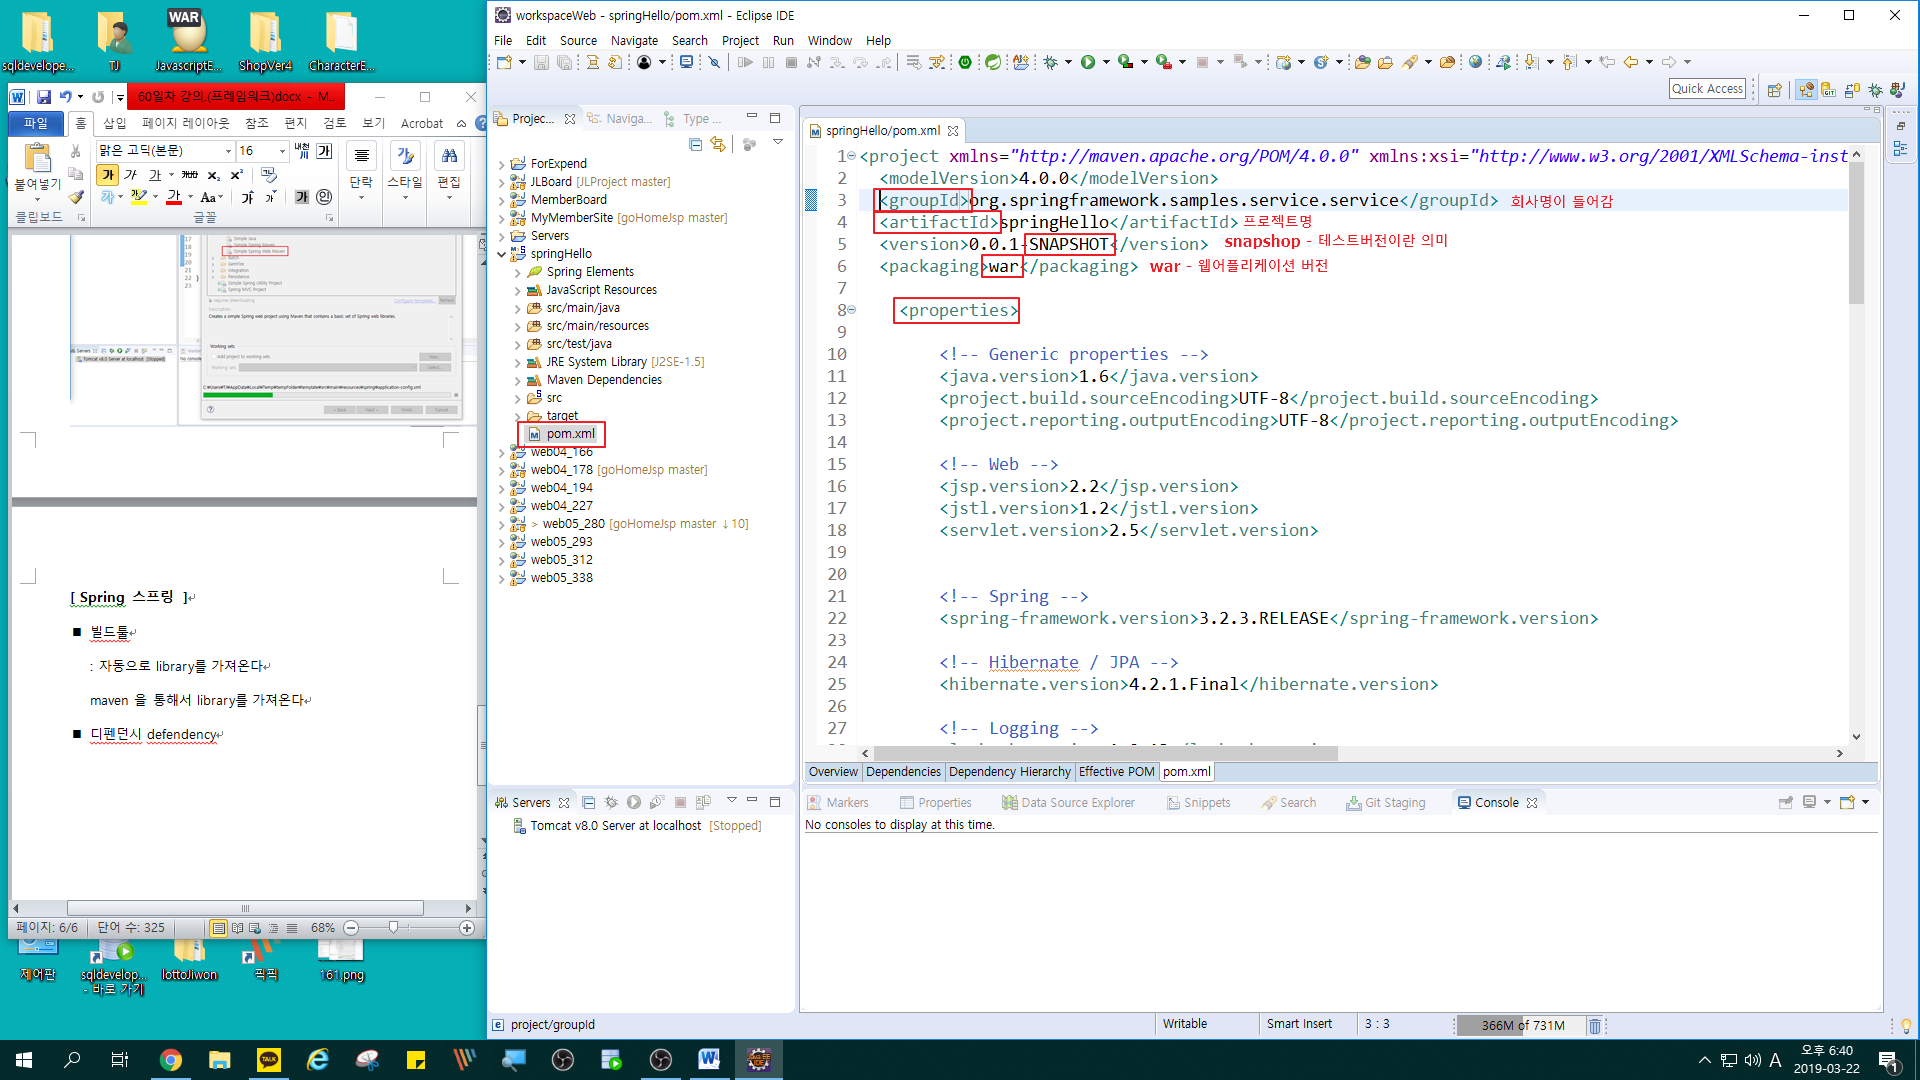 sqldevelope...
TJ
WAR
JavascriptE...
ShopVer4
CharacterE...
60일차 강의.(프레임워크)docx - M...
파일 홈 삽입 페이지 레이아웃 참조 편지 검토 보기 Acrobat
맑은 고딕(본문) 16
붙여넣기
단락
스타일
편집
클립보드
글꼴
Creates a simple Spring web project using Maven that contains a basic set of Spring web libraries.
[ Spring 스프링 ]
■ 빌드툴
: 자동으로 library를 가져온다
maven 을 통해서 library를 가져온다
■ 디펜던시 defendency
페이지: 6/6 단어 수: 325 68%
제어판
sqldevelop... - 바로 가기
lottoJiwon
픽픽
161.png
workspaceWeb - springHello/pom.xml - Eclipse IDE
File Edit Source Navigate Search Project Run Window Help
Quick Access
Projec... Naviga... Type ...
ForExpend
JLBoard [JLProject master]
MemberBoard
MyMemberSite [goHomeJsp master]
Servers
springHello
Spring Elements
JavaScript Resources
src/main/java
src/main/resources
src/test/java
JRE System Library [J2SE-1.5]
Maven Dependencies
src
target
pom.xml
web04_166
web04_178 [goHomeJsp master]
web04_194
web04_227
> web05_280 [goHomeJsp master ↓10]
web05_293
web05_312
web05_338
springHello/pom.xml
1 <project xmlns="http://maven.apache.org/POM/4.0.0" xmlns:xsi="http://www.w3.org/2001/XMLSchema-inst
2 <modelVersion>4.0.0</modelVersion>
3 <groupId>org.springframework.samples.service.service</groupId> 회사명이 들어감
4 <artifactId>springHello</artifactId> 프로젝트명
5 <version>0.0.1-SNAPSHOT</version> snapshop - 테스트버전이란 의미
6 <packaging>war</packaging> war - 웹어플리케이션 버전
7
8 <properties>
9
10 <!-- Generic properties -->
11 <java.version>1.6</java.version>
12 <project.build.sourceEncoding>UTF-8</project.build.sourceEncoding>
13 <project.reporting.outputEncoding>UTF-8</project.reporting.outputEncoding>
14
15 <!-- Web -->
16 <jsp.version>2.2</jsp.version>
17 <jstl.version>1.2</jstl.version>
18 <servlet.version>2.5</servlet.version>
19
20
21 <!-- Spring -->
22 <spring-framework.version>3.2.3.RELEASE</spring-framework.version>
23
24 <!-- Hibernate / JPA -->
25 <hibernate.version>4.2.1.Final</hibernate.version>
26
27 <!-- Logging -->
Overview Dependencies Dependency Hierarchy Effective POM pom.xml
Servers
Tomcat v8.0 Server at localhost [Stopped]
Markers Properties Data Source Explorer Snippets Search Git Staging Console
No consoles to display at this time.
project/groupId
Writable Smart Insert 3 : 3 366M of 731M
TALK
A
오후 6:40
2019-03-22
1